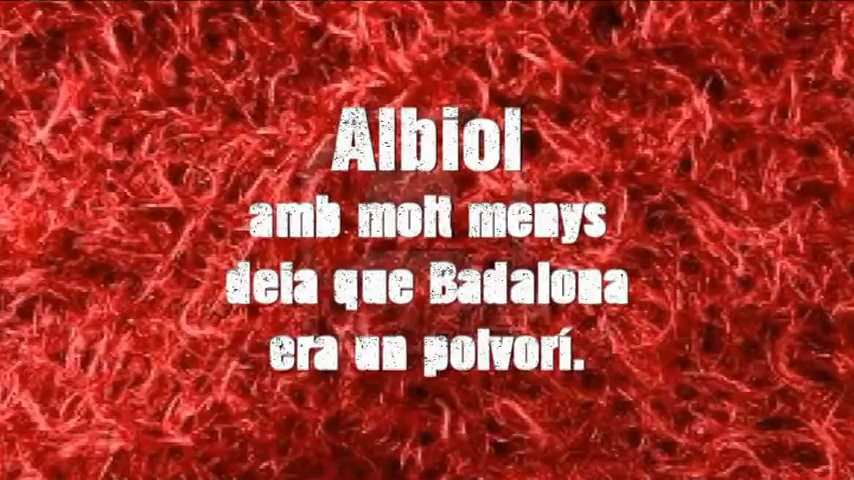 Albiol
amb molt menys
deia que Badalona
era un polvorí.